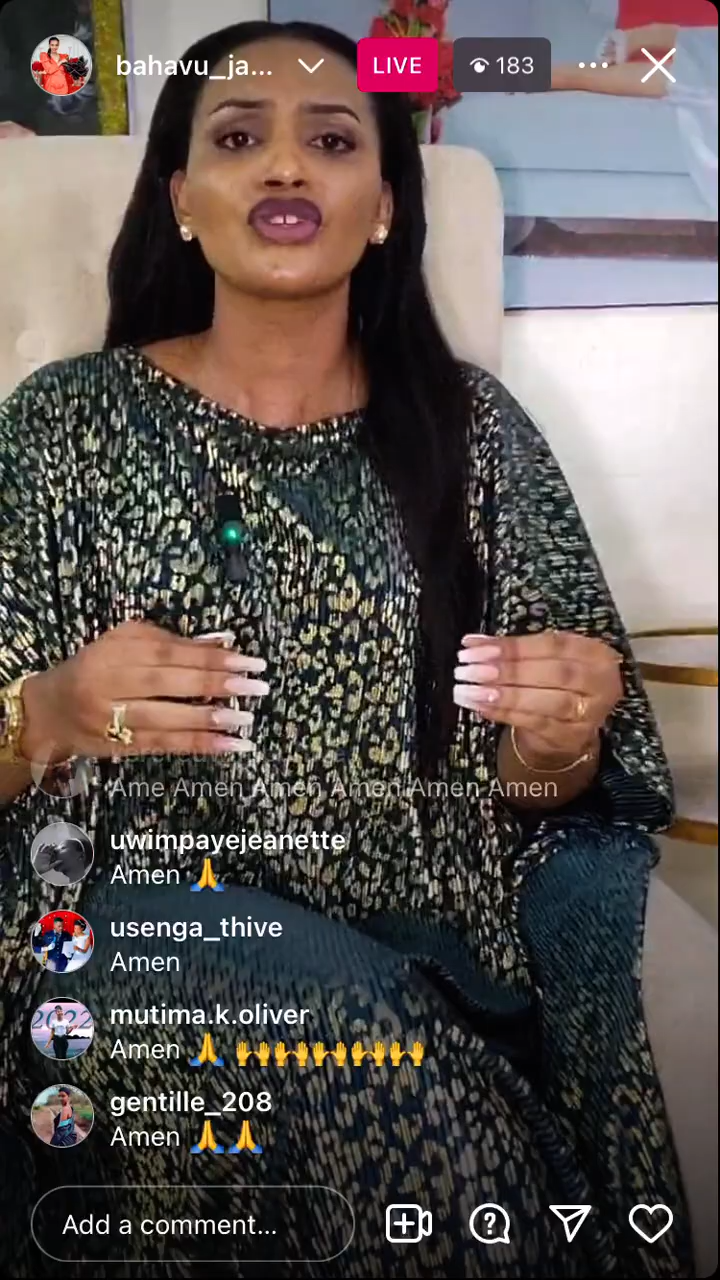 bahavu_ja...
LIVE
183
Ame Amen Amen Amen Amen Amen
uwimpayejeanette
Amen 🙏
usenga_thive
Amen
mutima.k.oliver
Amen 🙏 🙌🙌🙌🙌🙌
gentille_208
Amen 🙏🙏
Add a comment...